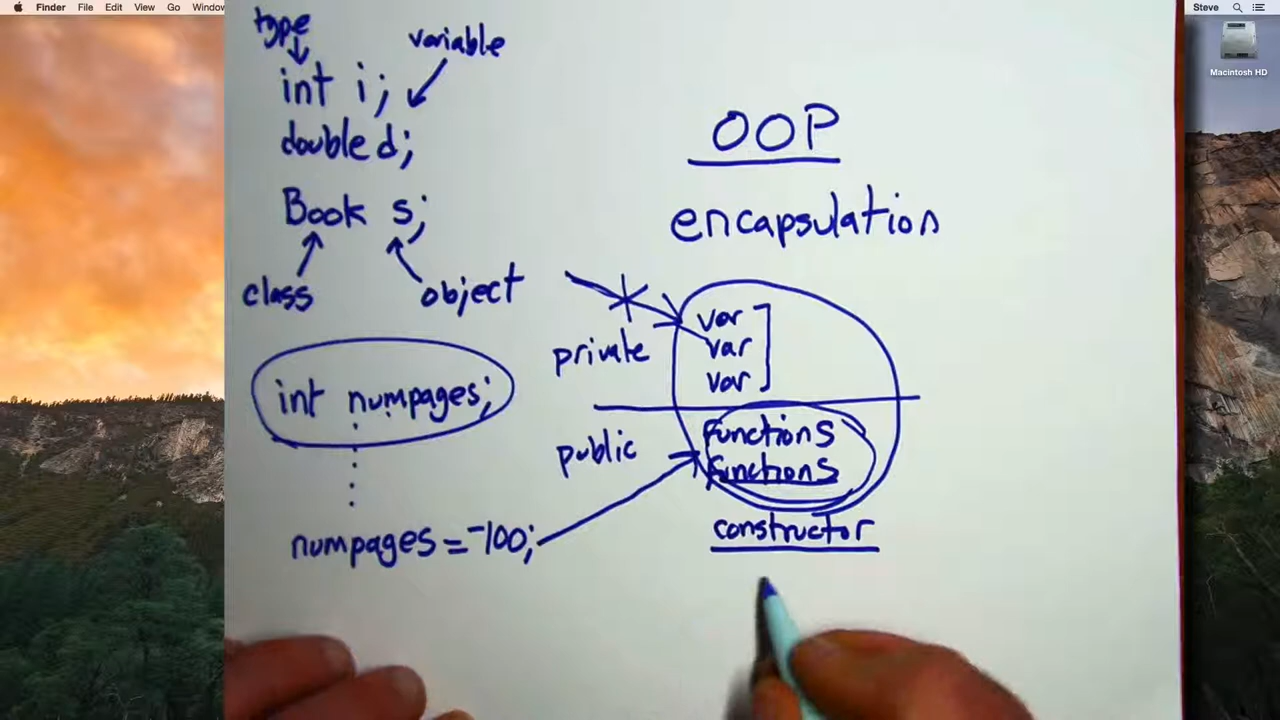 Finder File Edit View Go Window
Steve
Macintosh HD
type
variable
int i;
double d;
Book s;
class
object
int numpages;
numpages = -100;
OOP
encapsulation
private
var
var
var
public
functions
functions
constructor